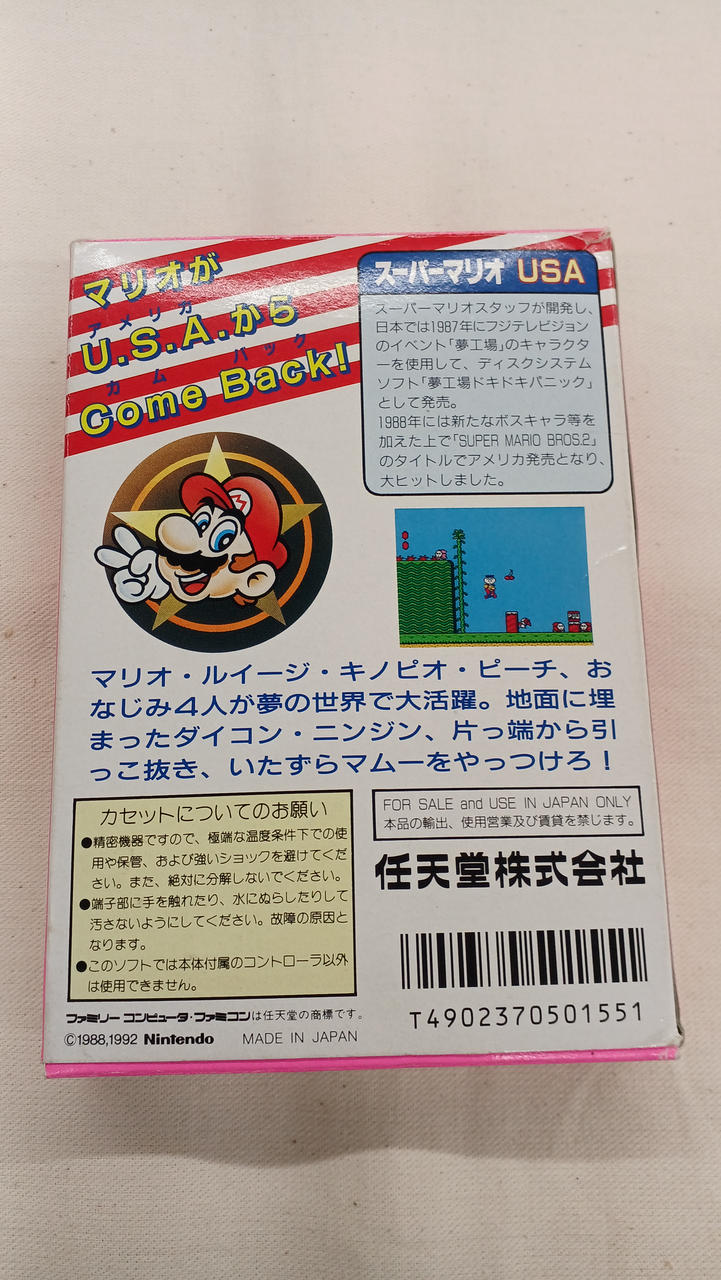 マリオが
アメリカ
U.S.A.から
カムバック
Come Back!
スーパーマリオ USA
スーパーマリオスタッフが開発し、
日本では1987年にフジテレビジョン
のイベント「夢工場」のキャラクタ
ーを使用して、ディスクシステム
ソフト「夢工場ドキドキパニック」
として発売。
1988年には新たなボスキャラ等を
加えた上で「SUPER MARIO BROS.2」
のタイトルでアメリカ発売となり、
大ヒットしました。
M
マリオ・ルイージ・キノピオ・ピーチ、お
なじみ4人が夢の世界で大活躍。地面に埋
まったダイコン・ニンジン、片っ端から引
っこ抜き、いたずらマムーをやっつけろ!
カセットについてのお願い
●精密機器ですので、極端な温度条件下での使
用や保管、および強いショックを避けてくだ
さい。また、絶対に分解しないでください。
●端子部に手を触れたり、水にぬらしたりして
汚さないようにしてください。故障の原因と
なります。
●このソフトでは本体付属のコントローラ以外
は使用できません。
ファミリーコンピュータ・ファミコンは任天堂の商標です。
©1988,1992 Nintendo MADE IN JAPAN
FOR SALE and USE IN JAPAN ONLY
本品の輸出、使用営業及び賃貸を禁じます。
任天堂株式会社
T4902370501551